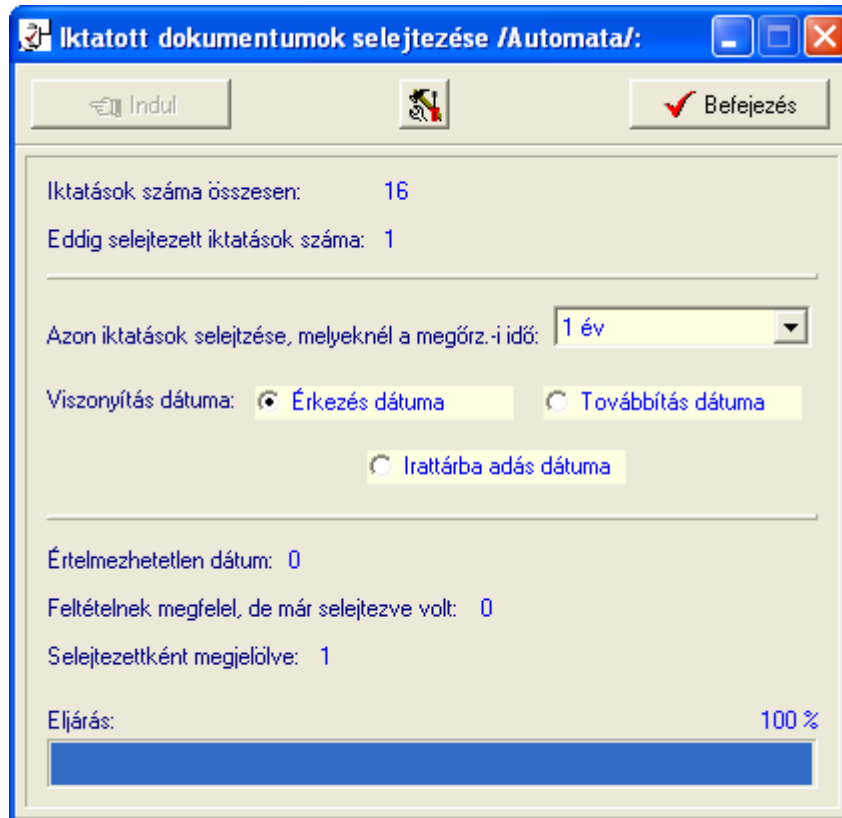 Iktatott dokumentumok selejtezése /Automata/:
Indul
Befejezés
Iktatások száma összesen: 16
Eddig selejtezett iktatások száma: 1
Azon iktatások selejtzése, melyeknél a megőrz.-i idő: 1 év
Viszonyítás dátuma: Érkezés dátuma Továbbítás dátuma
Irattárba adás dátuma
Értelmezhetetlen dátum: 0
Feltételnek megfelel, de már selejtezve volt: 0
Selejtezettként megjelölve: 1
Eljárás: 100 %